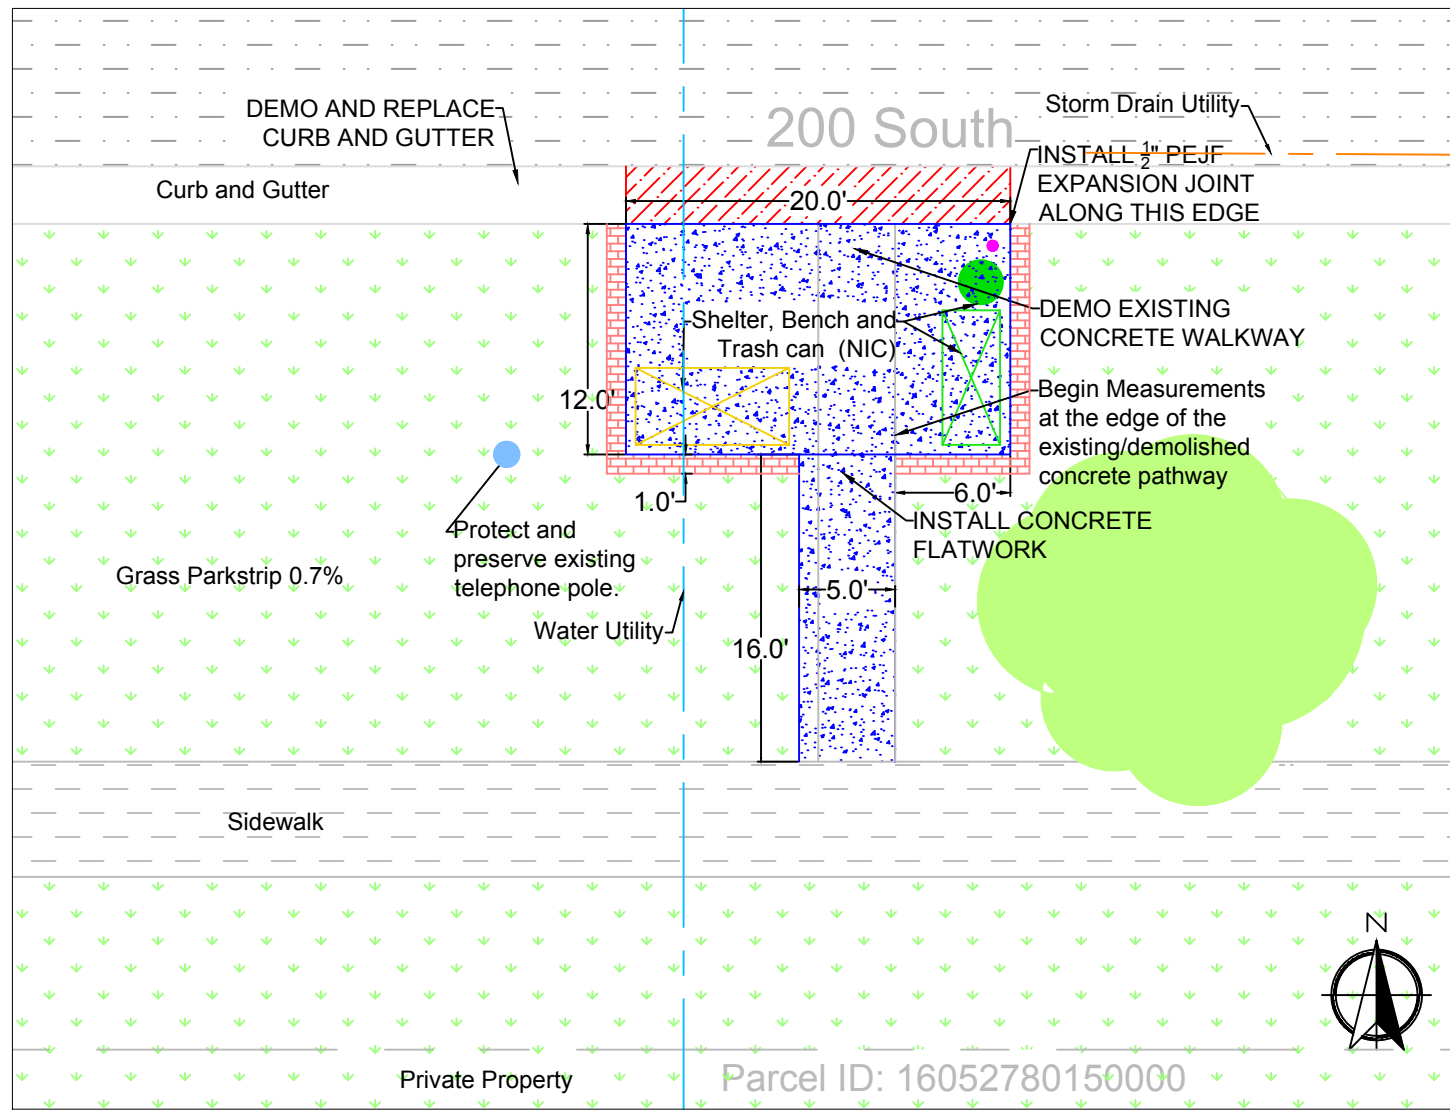 DEMO AND REPLACE
CURB AND GUTTER
200 South
Storm Drain Utility
INSTALL ½" PEJF
EXPANSION JOINT
ALONG THIS EDGE
Curb and Gutter
20.0'
DEMO EXISTING
CONCRETE WALKWAY
Shelter, Bench and
Trash can (NIC)
12.0'
Begin Measurements
at the edge of the
existing/demolished
concrete pathway
1.0'
6.0'
INSTALL CONCRETE
FLATWORK
Protect and
preserve existing
telephone pole.
Grass Parkstrip 0.7%
5.0'
Water Utility
16.0'
Sidewalk
N
Private Property
Parcel ID: 16052780150000